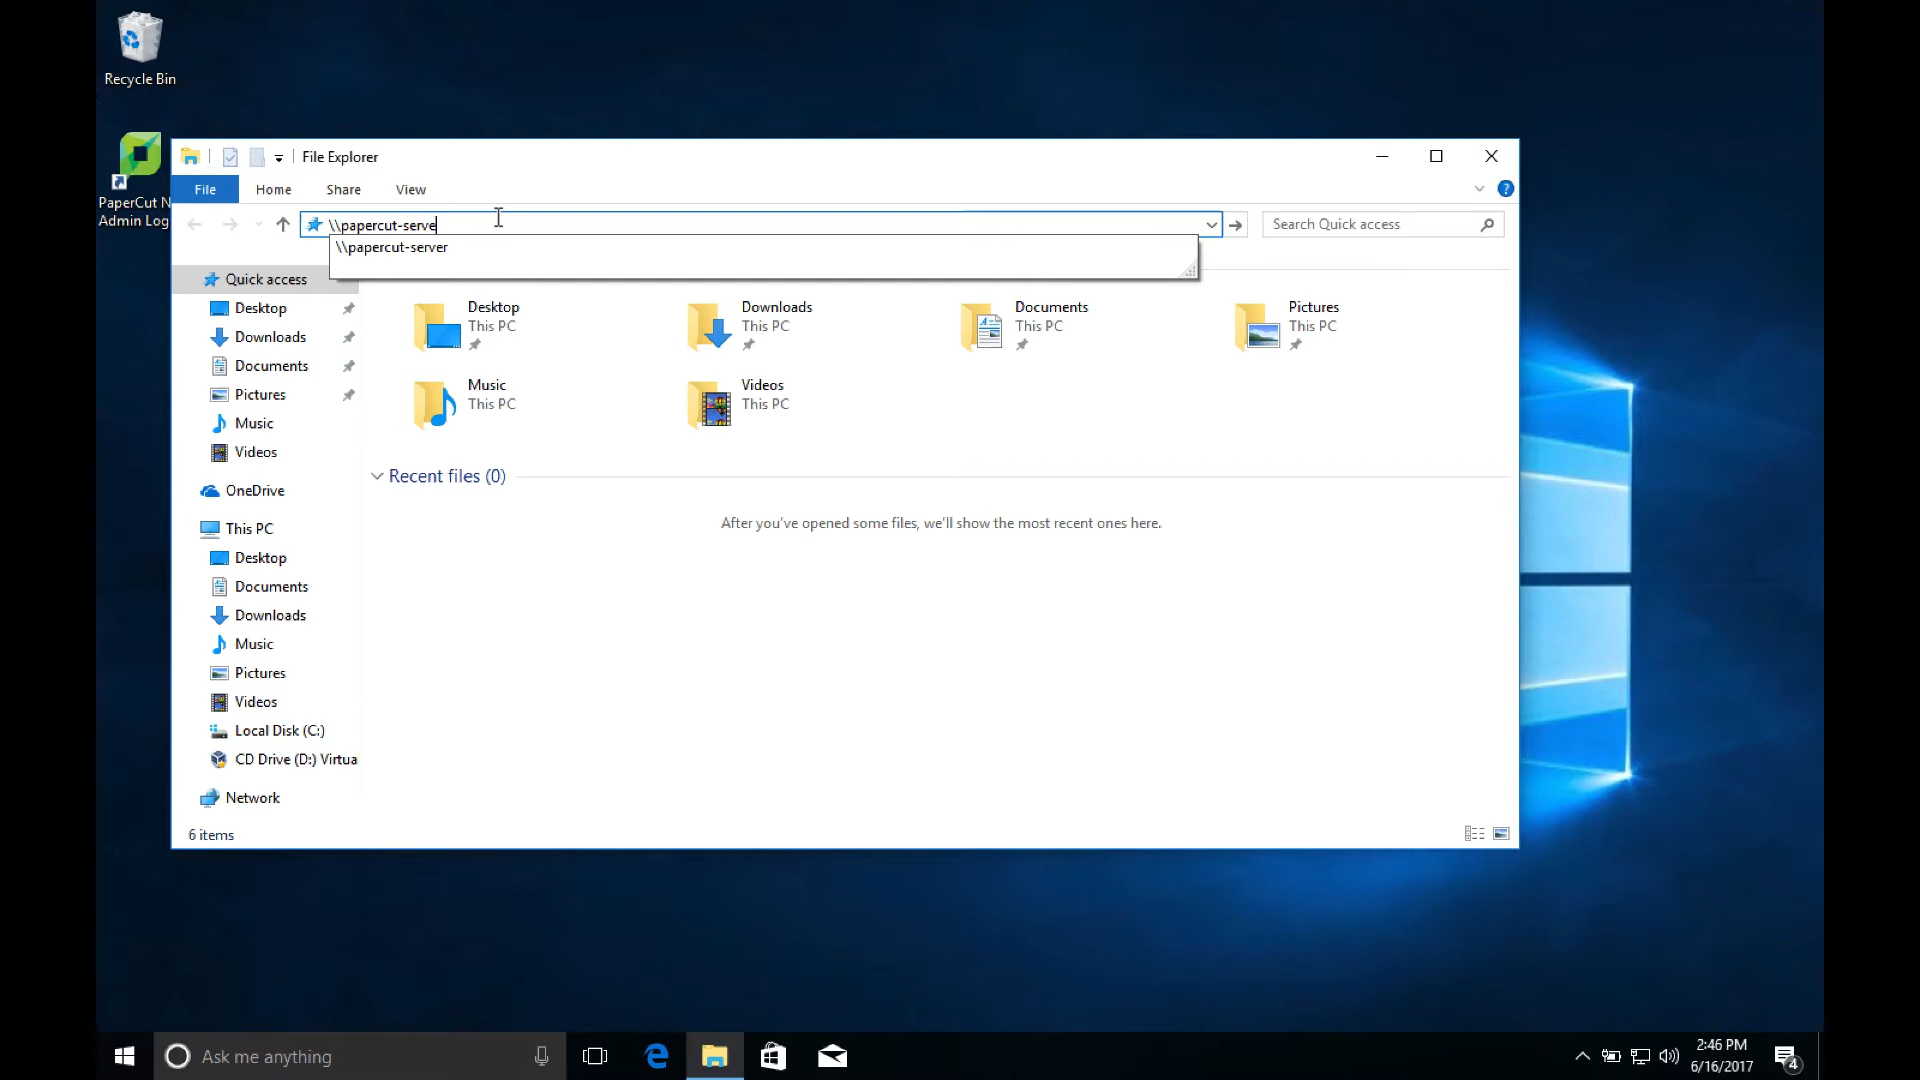 Recycle Bin
PaperCut N
Admin Log
File Explorer
File
Home
Share
View
\\papercut-serve
Search Quick access
\\papercut-server
Quick access
Desktop
Downloads
Documents
Pictures
Music
Videos
OneDrive
This PC
Desktop
Documents
Downloads
Music
Pictures
Videos
Local Disk (C:)
CD Drive (D:) Virtua
Network
Desktop
This PC
Downloads
This PC
Documents
This PC
Pictures
This PC
Music
This PC
Videos
This PC
Recent files (0)
After you've opened some files, we'll show the most recent ones here.
6 items
Ask me anything
2:46 PM
6/16/2017
4